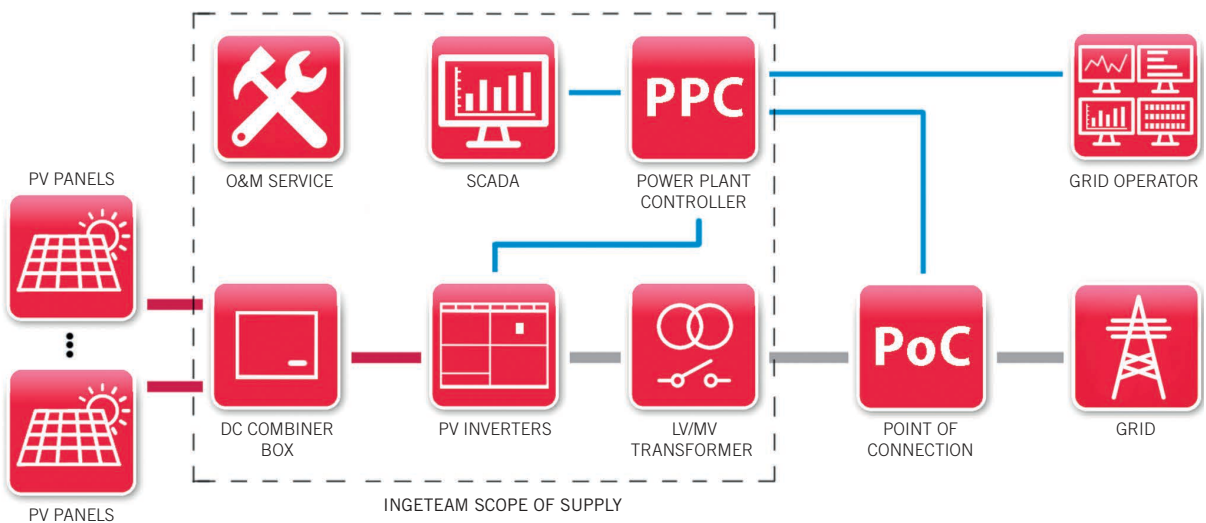 PPC
O&M SERVICE
SCADA
POWER PLANT
CONTROLLER
GRID OPERATOR
PV PANELS
PV PANELS
DC COMBINER
BOX
PV INVERTERS
LV/MV
TRANSFORMER
PoC
POINT OF
CONNECTION
GRID
INGETEAM SCOPE OF SUPPLY